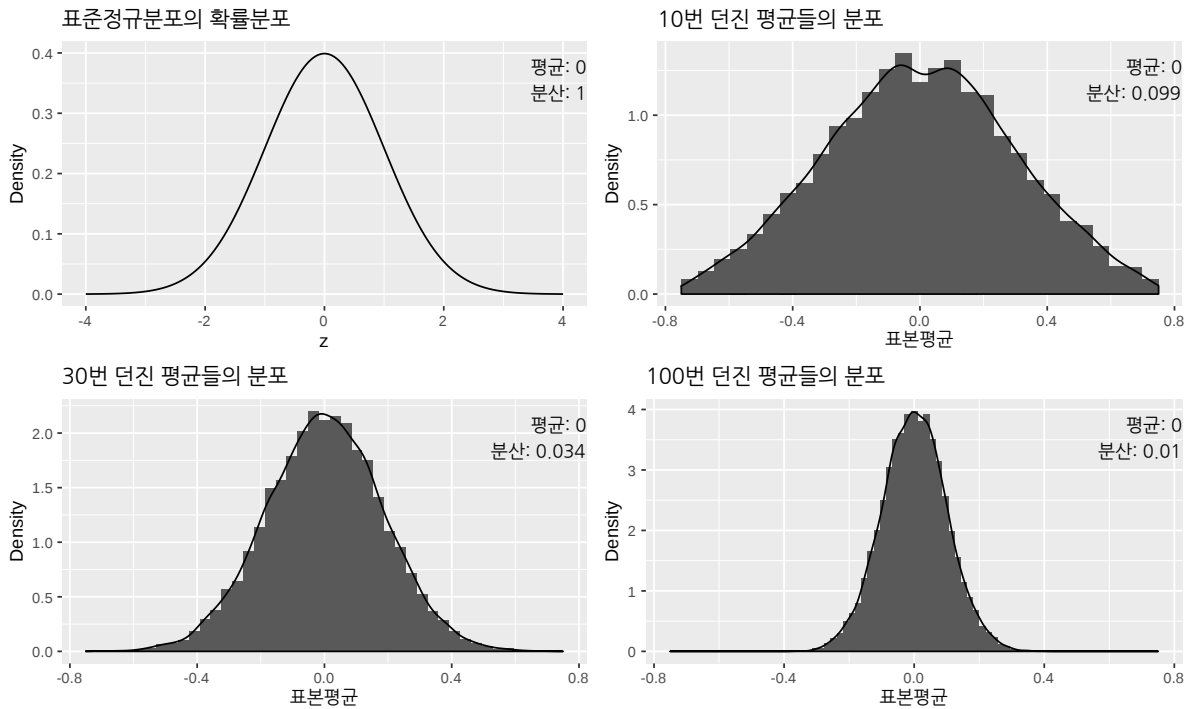 표준정규분포의 확률분포
평균: 0
분산: 1
Density
0.4
0.3
0.2
0.1
0.0
-4
-2
0
2
4
z
10번 던진 평균들의 분포
평균: 0
분산: 0.099
Density
1.0
0.5
0.0
-0.8
-0.4
0.0
0.4
0.8
표본평균
30번 던진 평균들의 분포
평균: 0
분산: 0.034
Density
2.0
1.5
1.0
0.5
0.0
-0.8
-0.4
0.0
0.4
0.8
표본평균
100번 던진 평균들의 분포
평균: 0
분산: 0.01
Density
4
3
2
1
0
-0.8
-0.4
0.0
0.4
0.8
표본평균